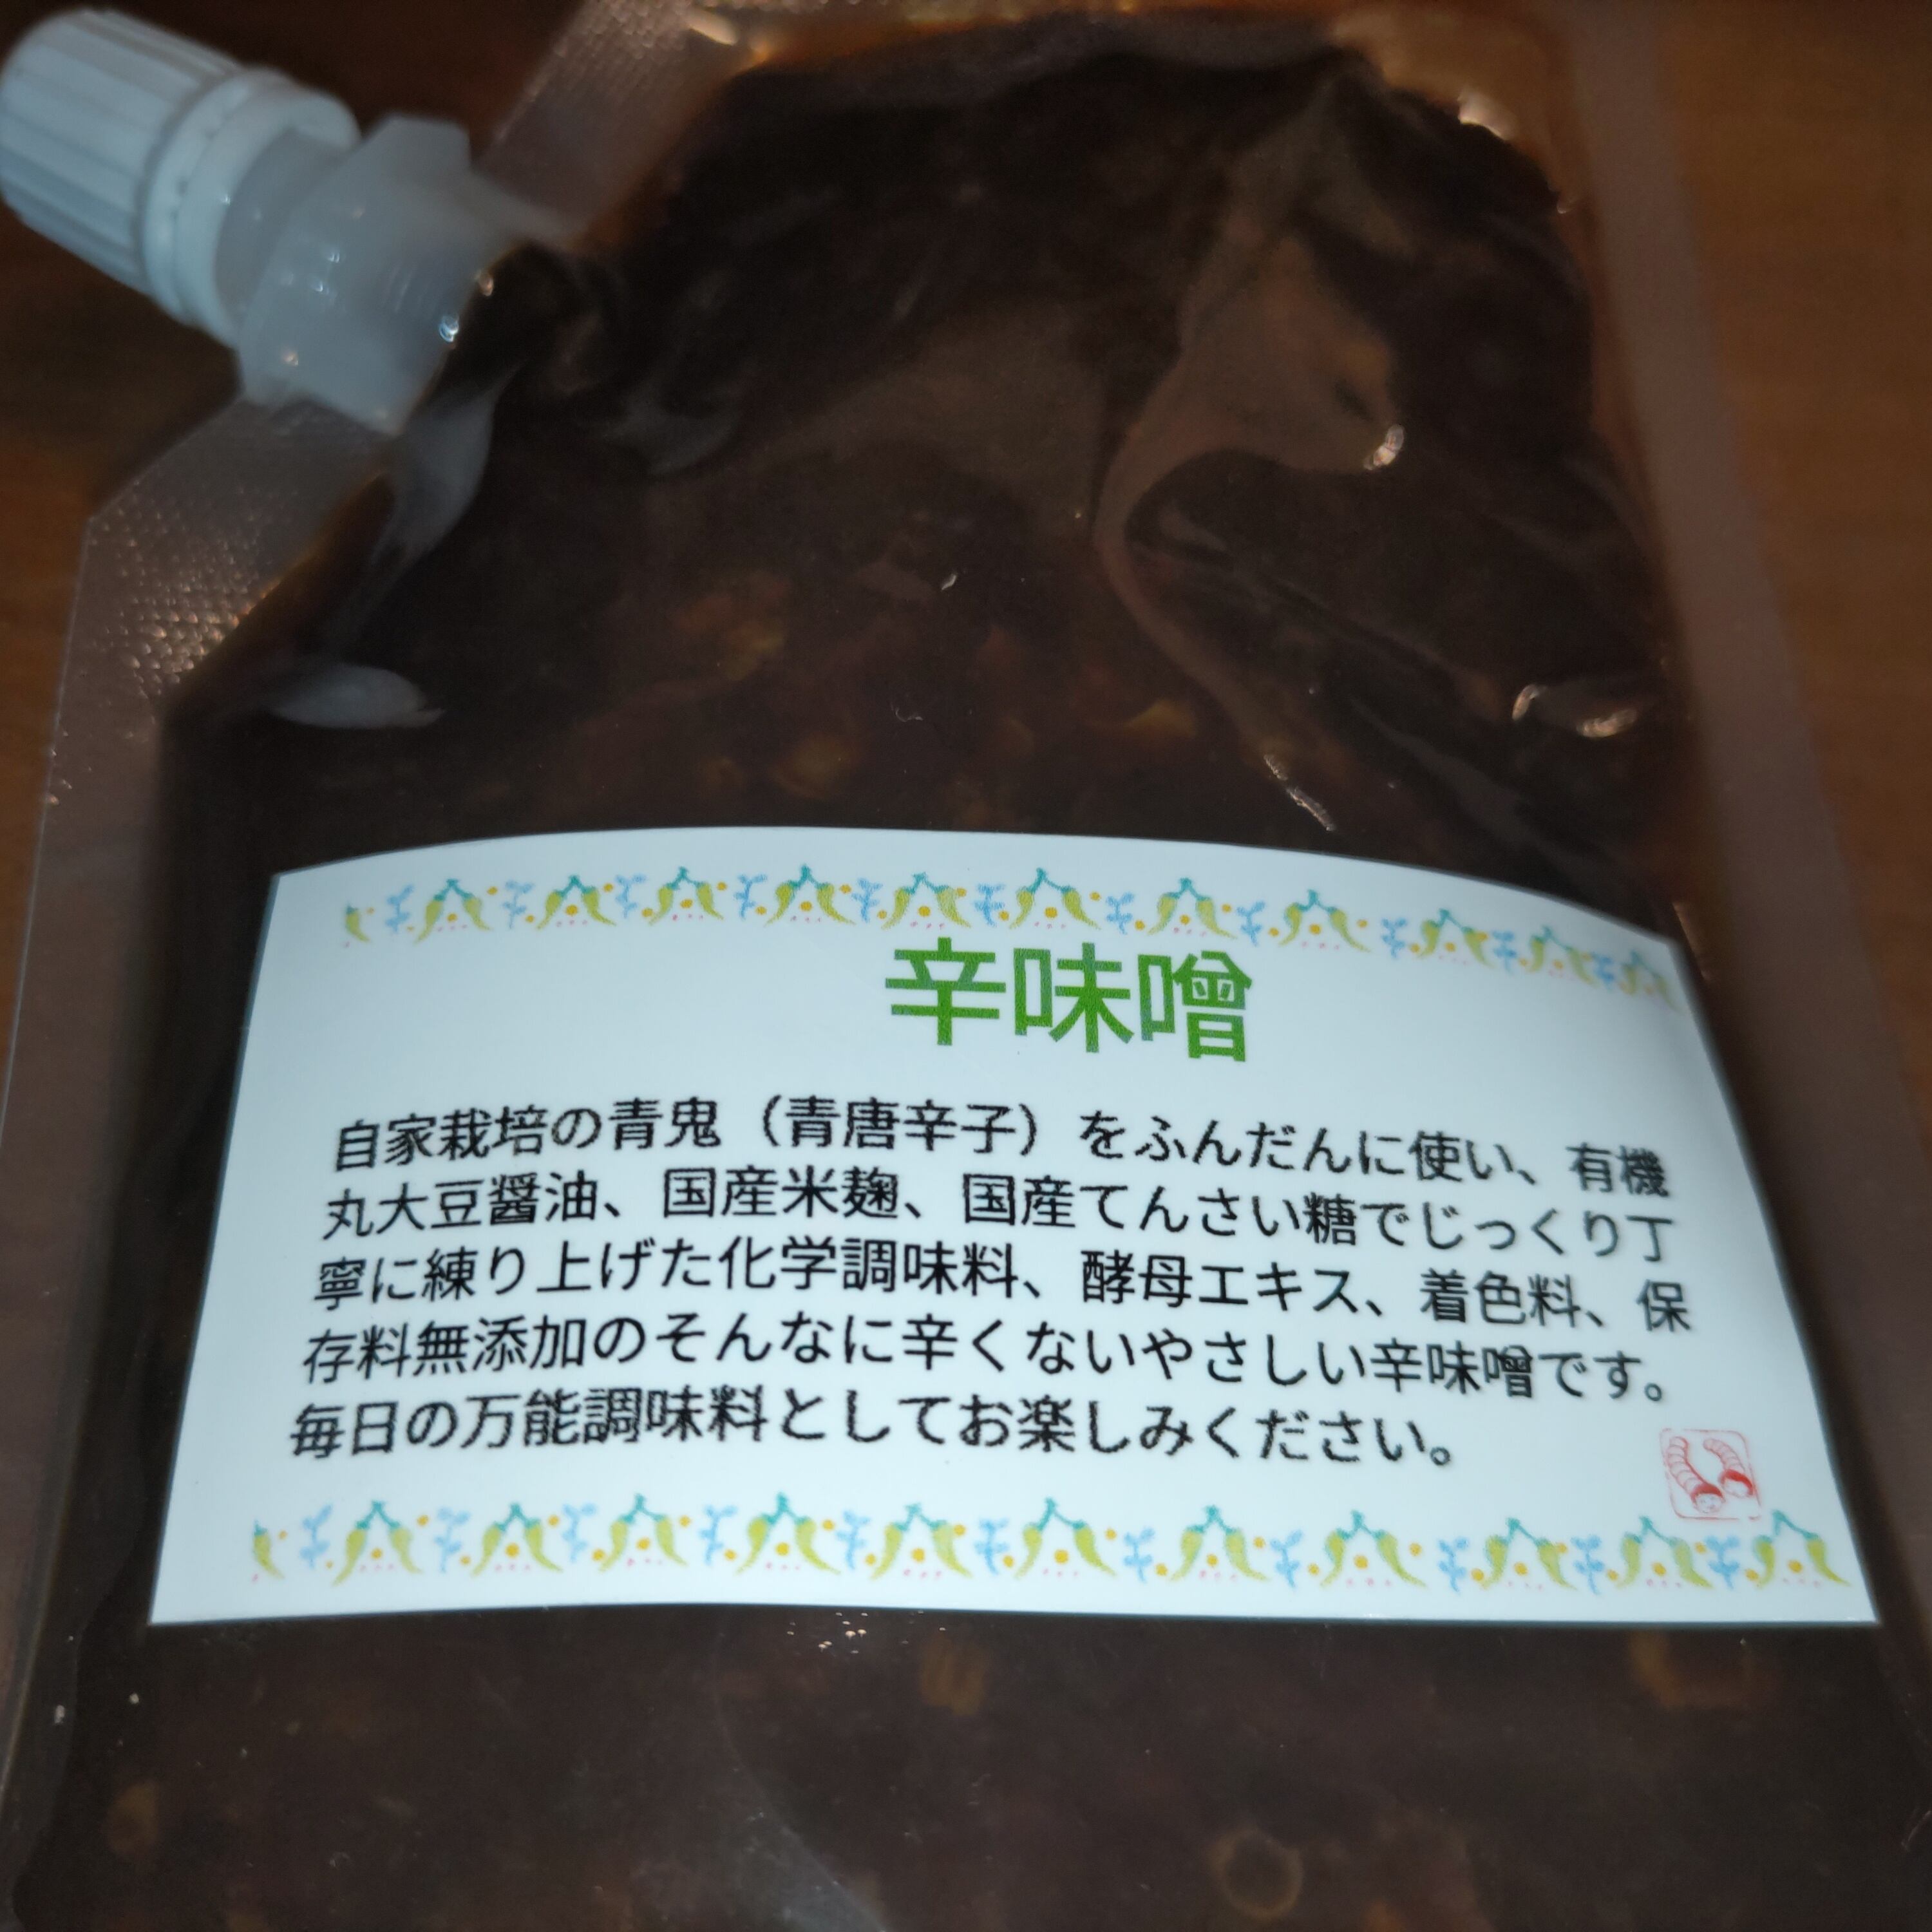 辛味噌
自家栽培の青鬼（青唐辛子）をふんだんに使い、有機
丸大豆醤油、国産米麹、国産てんさい糖でじっくり丁
寧に練り上げた化学調味料、酵母エキス、着色料、保
存料無添加のそんなに辛くないやさしい辛味噌です。
毎日の万能調味料としてお楽しみください。